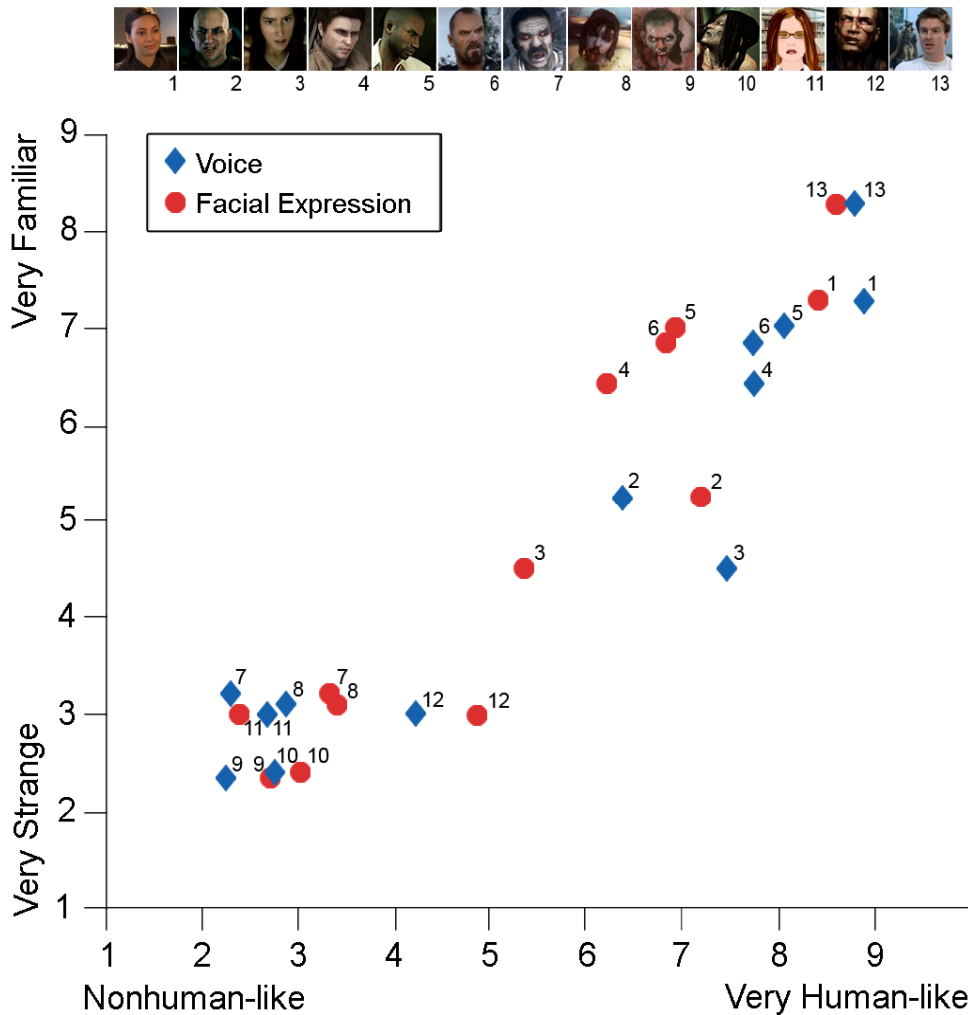 1 2 3 4 5 6 7 8 9 10 11 12 13
Very Familiar
Very Strange
9
8
7
6
5
4
3
2
1
Voice
Facial Expression
13 13
1 1
5 5
6 6
4 4
2 2
3 3
7 7
8 8
12 12
11 11
9 9 10 10
1 2 3 4 5 6 7 8 9
Nonhuman-like Very Human-like